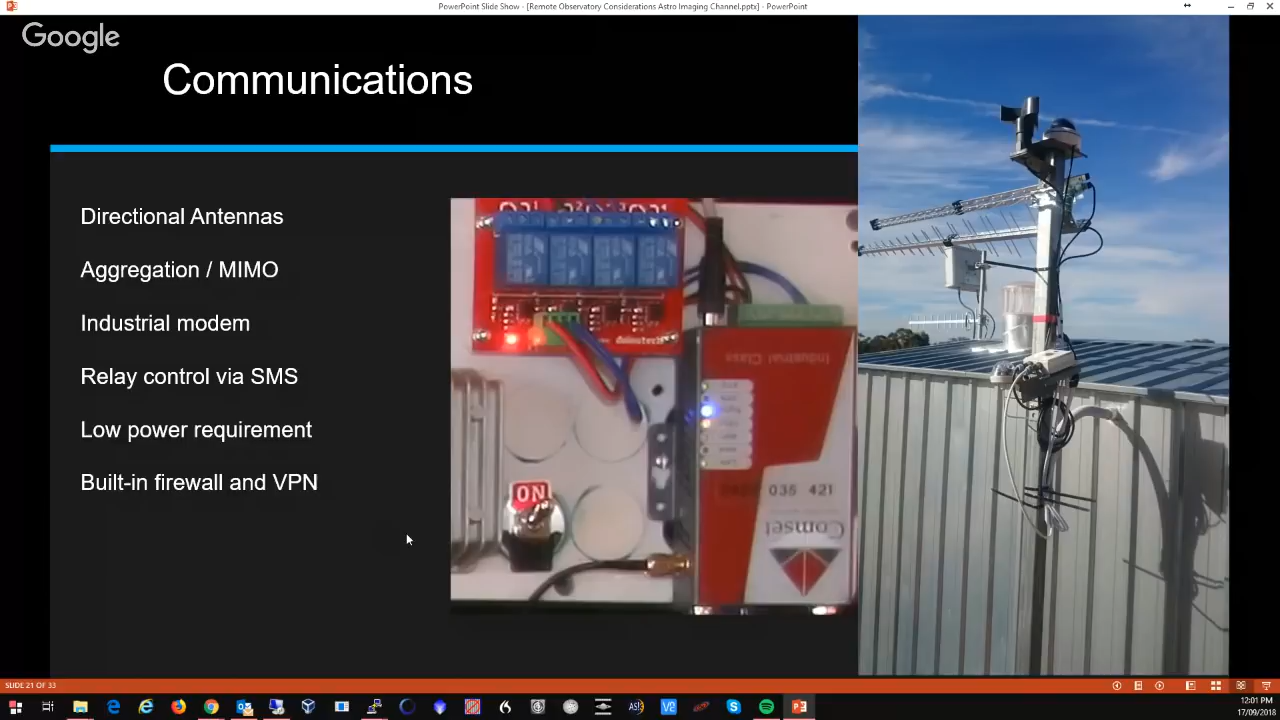 PowerPoint Slide Show - [Remote Observatory Considerations Astro Imaging Channel.pptx] - PowerPoint
Google
Communications
Directional Antennas
Aggregation / MIMO
Industrial modem
Relay control via SMS
Low power requirement
Built-in firewall and VPN
Industrial Class
ON
035 421
Comset
SLIDE 21 OF 33
12:01 PM
17/09/2018